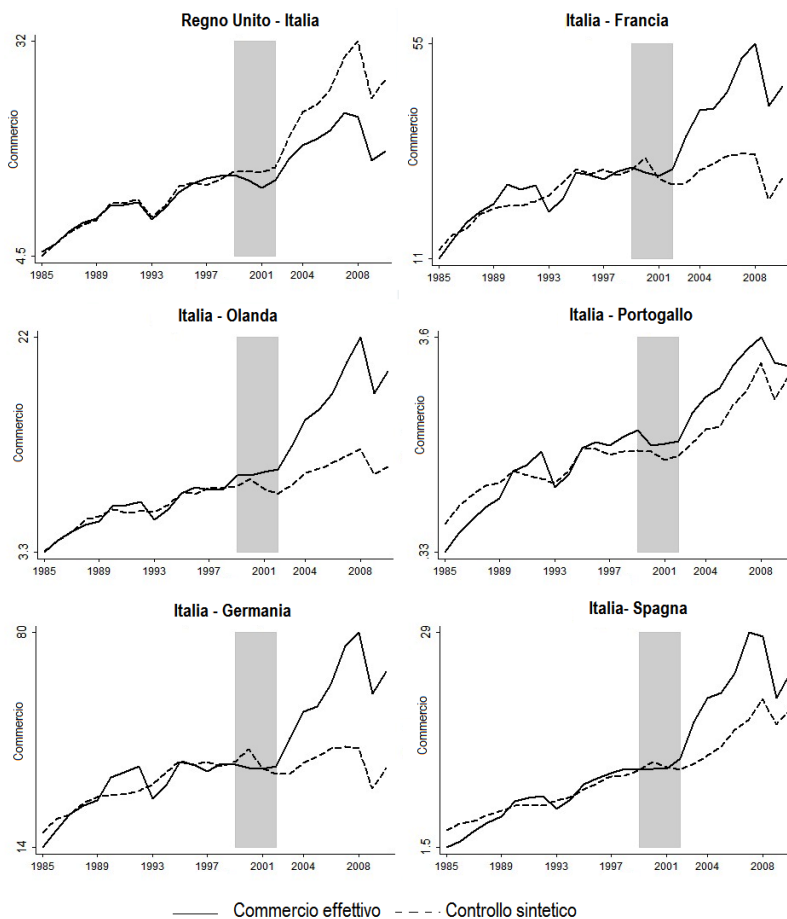 Regno Unito - Italia
32
Commercio
4.5
1985 1989 1993 1997 2001 2004 2008
Italia - Francia
55
Commercio
11
1985 1989 1993 1997 2001 2004 2008
Italia - Olanda
22
Commercio
3.3
1985 1989 1993 1997 2001 2004 2008
Italia - Portogallo
3.6
Commercio
.33
1985 1989 1993 1997 2001 2004 2008
Italia - Germania
80
Commercio
14
1985 1989 1993 1997 2001 2004 2008
Italia- Spagna
29
Commercio
1.5
1985 1989 1993 1997 2001 2004 2008
Commercio effettivo Controllo sintetico